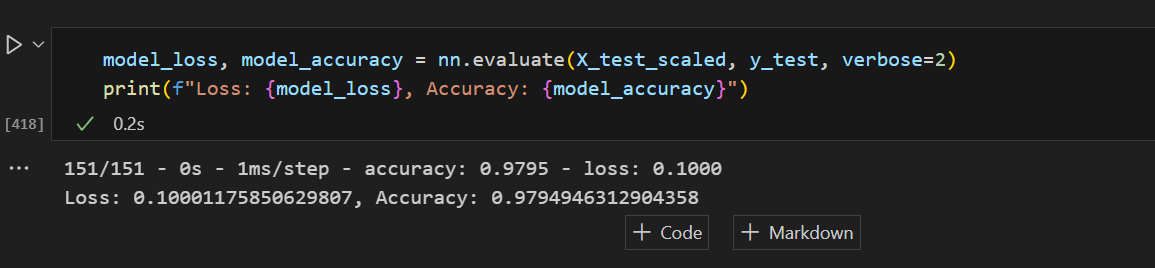 model_loss, model_accuracy = nn.evaluate(X_test_scaled, y_test, verbose=2)
print(f"Loss: {model_loss}, Accuracy: {model_accuracy}")
[418]
0.2s
151/151 - 0s - 1ms/step - accuracy: 0.9795 - loss: 0.1000
Loss: 0.10001175850629807, Accuracy: 0.9794946312904358
+ Code + Markdown